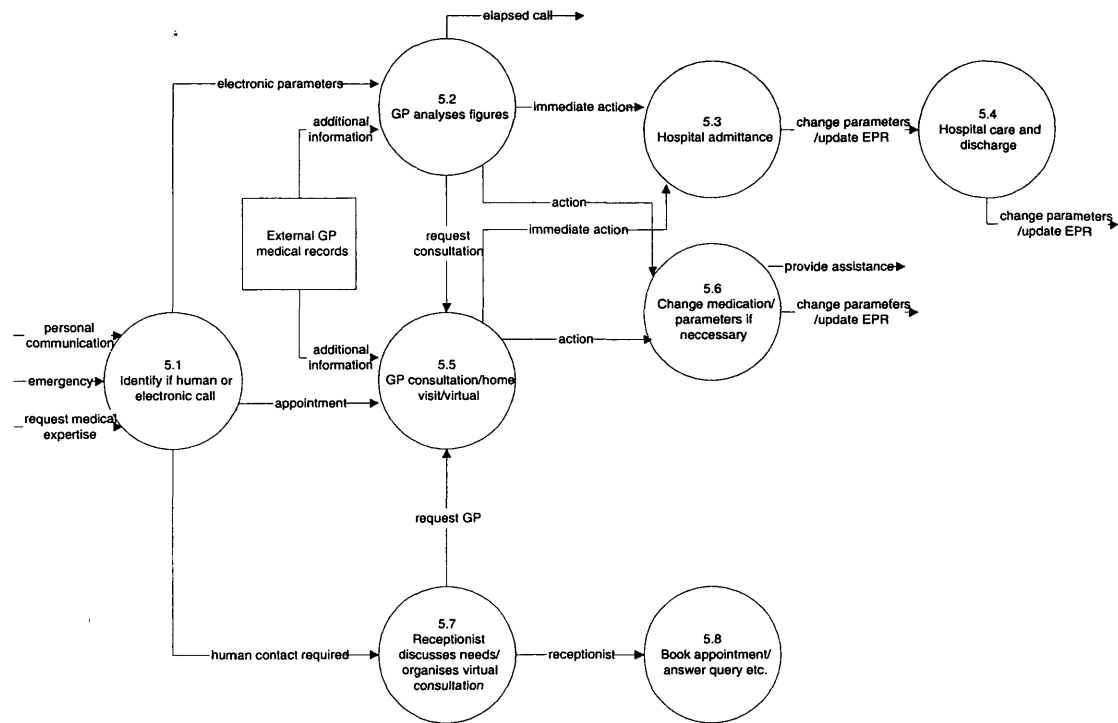 elapsed call
electronic parameters
5.2
GP analyses figures
immediate action
5.3
Hospital admittance
change parameters
/update EPR
5.4
Hospital care and
discharge
change parameters
/update EPR
additional
information
External GP
medical records
additional
information
request
consultation
action
immediate action
5.6
Change medication/
parameters if
neccessary
provide assistance
change parameters
/update EPR
personal
communication
emergency
request medical
expertise
5.1
Identify if human or
electronic call
appointment
5.5
GP consultation/home
visit/virtual
action
request GP
human contact required
5.7
Receptionist
discusses needs/
organises virtual
consultation
receptionist
5.8
Book appointment/
answer query etc.